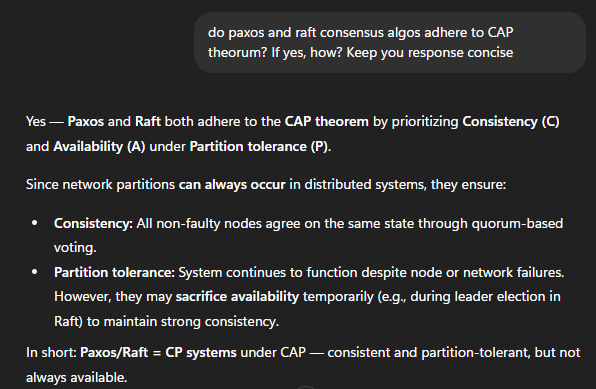 do paxos and raft consensus algos adhere to CAP
theorum? If yes, how? Keep you response concise
Yes — Paxos and Raft both adhere to the CAP theorem by prioritizing Consistency (C)
and Availability (A) under Partition tolerance (P).
Since network partitions can always occur in distributed systems, they ensure:
• Consistency: All non-faulty nodes agree on the same state through quorum-based
voting.
• Partition tolerance: System continues to function despite node or network failures.
However, they may sacrifice availability temporarily (e.g., during leader election in
Raft) to maintain strong consistency.
In short: Paxos/Raft = CP systems under CAP — consistent and partition-tolerant, but not
always available.